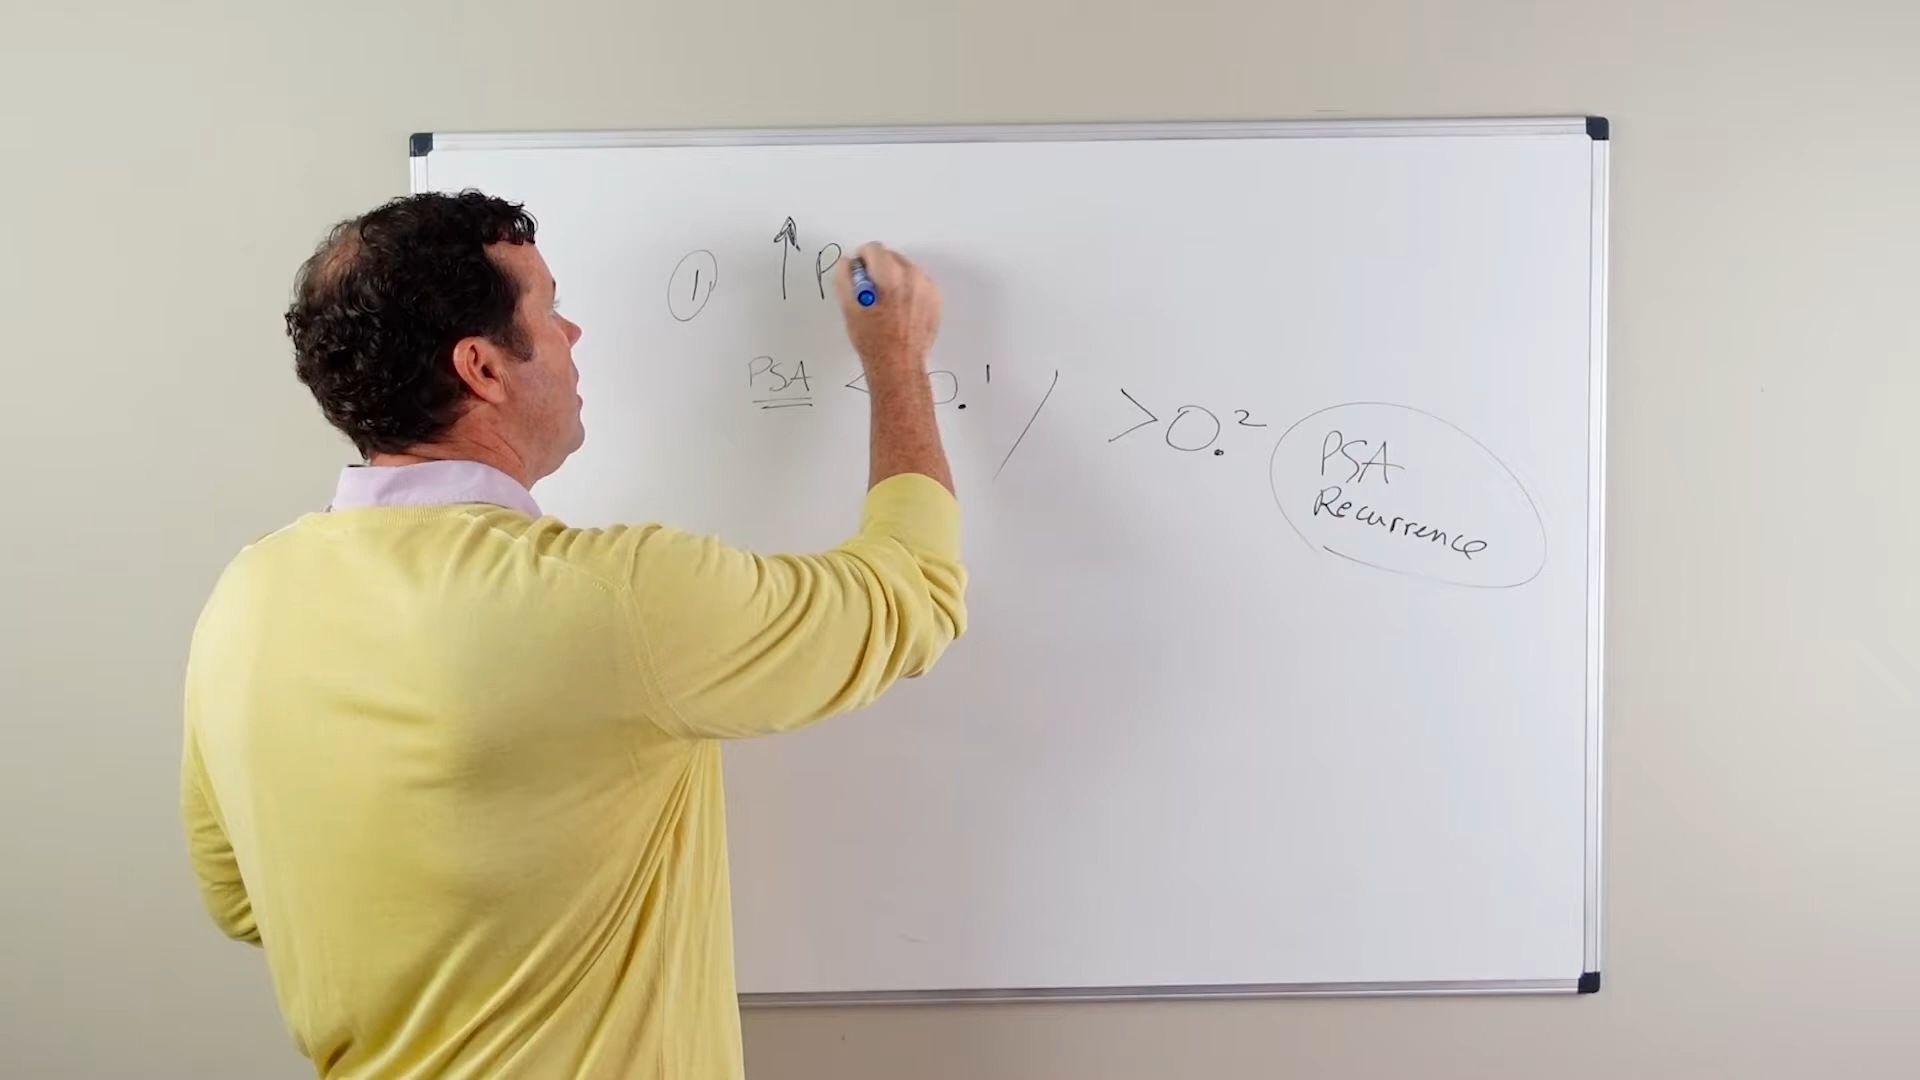 ① ↑ P
PSA < 0.1 / > 0.2
PSA
Recurrence